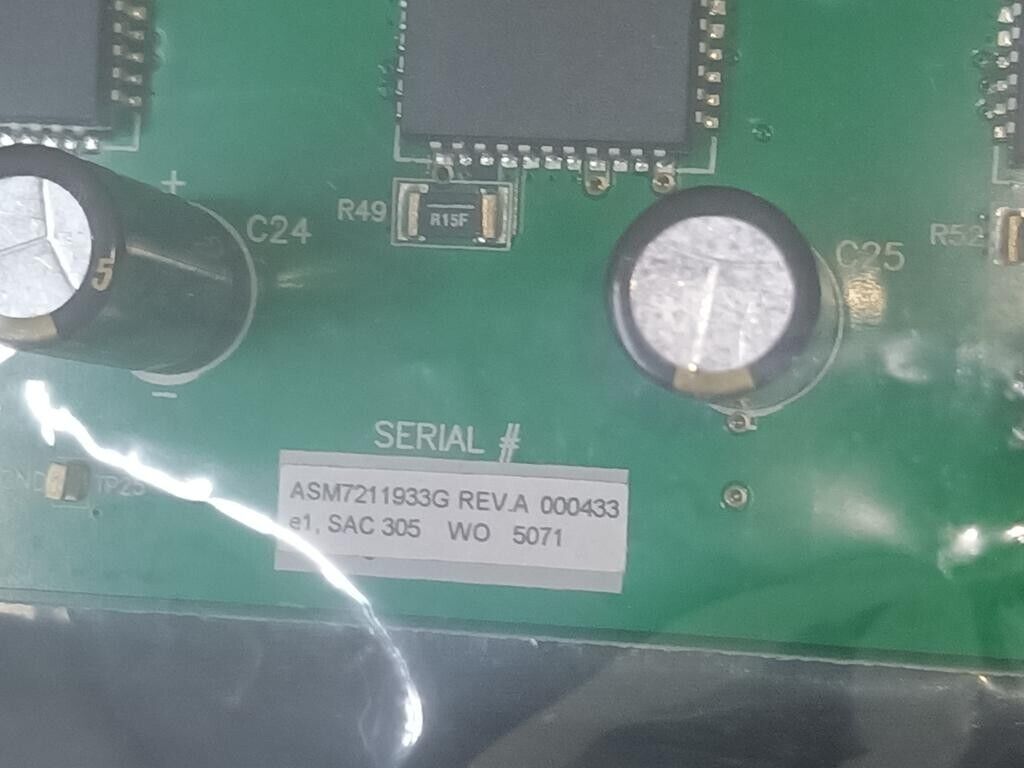 +
R49
R15F
C24
C25
R52
5
−
SERIAL #
TP25
ASM7211933G REV.A 000433
e1, SAC 305 WO 5071